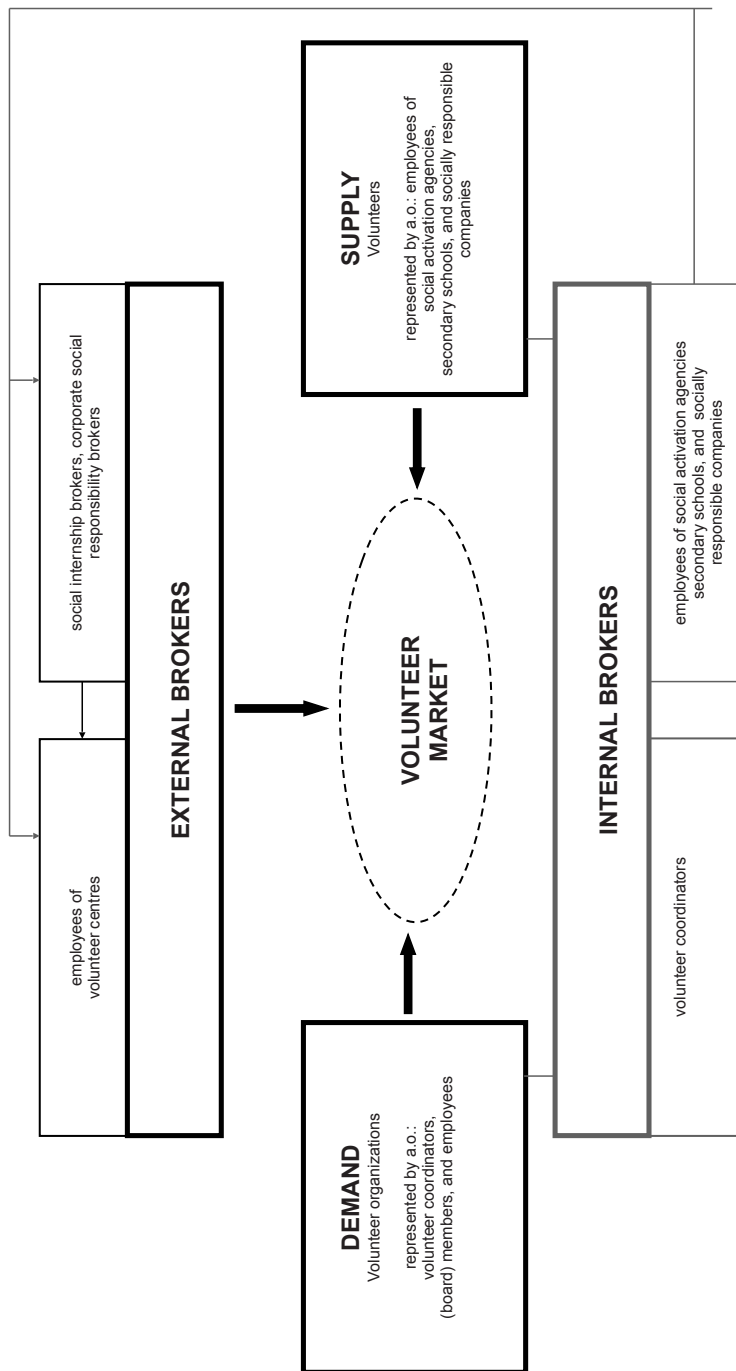 employees of
volunteer centres
social internship brokers, corporate social
responsibility brokers
EXTERNAL BROKERS
DEMAND
Volunteer organizations
represented by a.o.:
volunteer coordinators,
(board) members, and employees
VOLUNTEER
MARKET
SUPPLY
Volunteers
represented by a.o.: employees of
social activation agencies,
secondary schools, and socially responsible
companies
INTERNAL BROKERS
volunteer coordinators
employees of social activation agencies
secondary schools, and socially
responsible companies